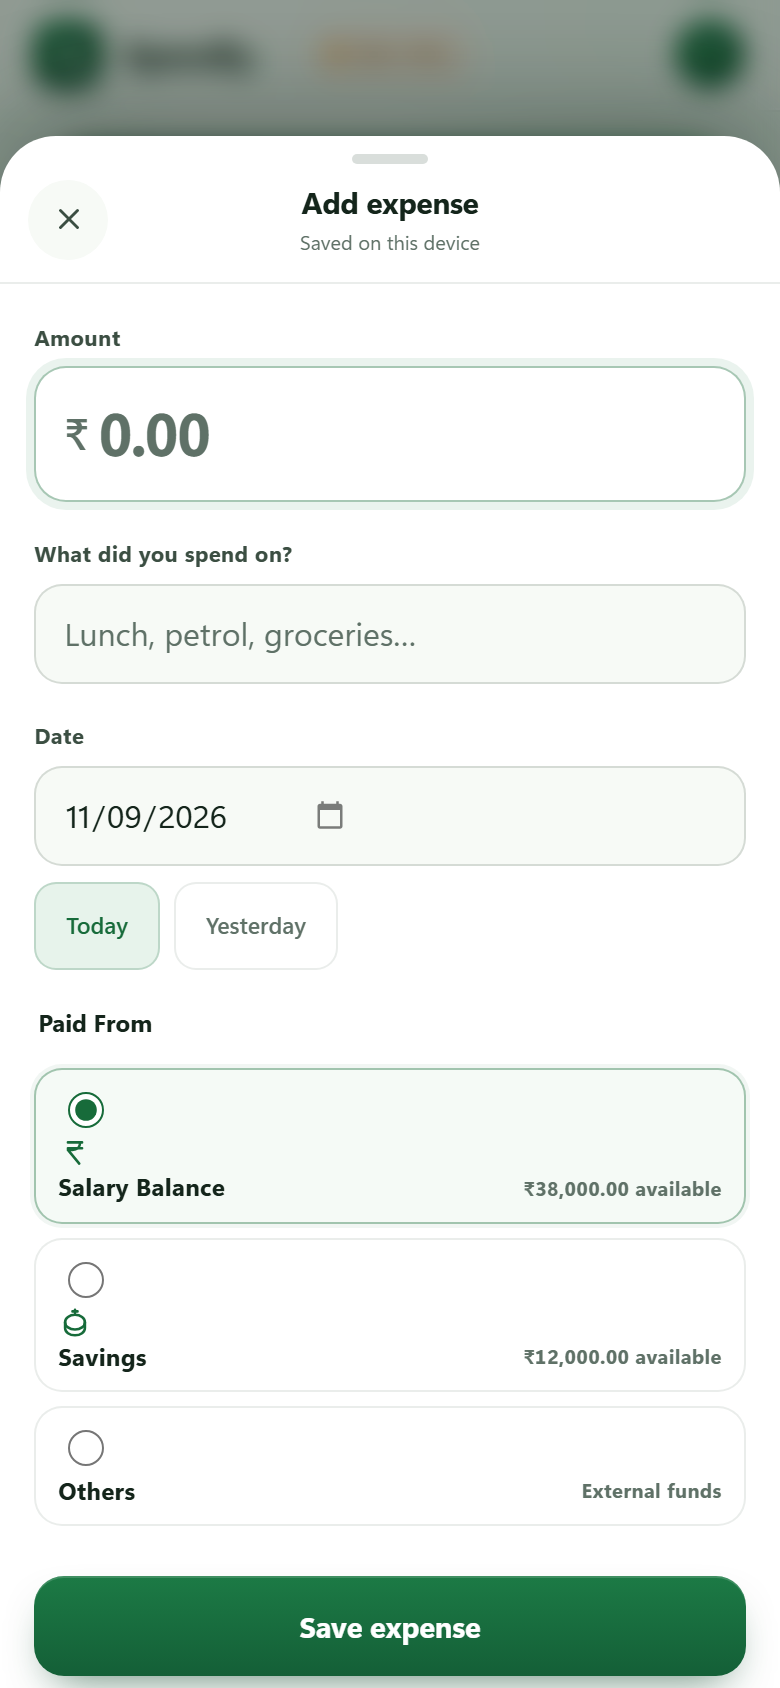 Add expense
Saved on this device
Amount
₹ 0.00
What did you spend on?
Lunch, petrol, groceries...
Date
11/09/2026
Today Yesterday
Paid From
₹
Salary Balance ₹38,000.00 available
Savings ₹12,000.00 available
Others External funds
Save expense